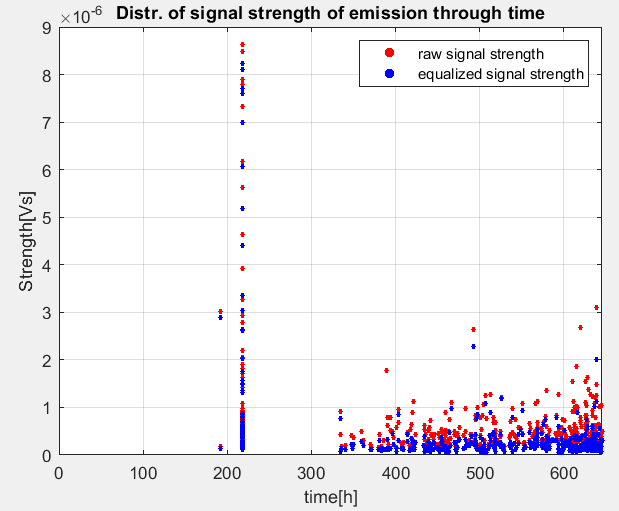 Distr. of signal strength of emission through time
×10^-6
raw signal strength
equalized signal strength
9
8
7
6
5
4
3
2
1
0
Strength[Vs]
0 100 200 300 400 500 600
time[h]